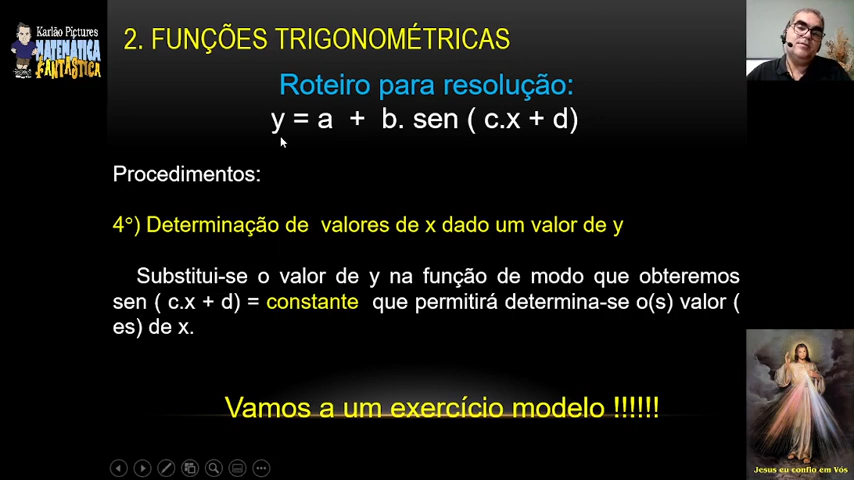 Karlão Pictures
MATEMÁTICA
FANTÁSTICA
2. FUNÇÕES TRIGONOMÉTRICAS
Roteiro para resolução:
y = a + b. sen ( c.x + d)
Procedimentos:
4°) Determinação de valores de x dado um valor de y
Substitui-se o valor de y na função de modo que obteremos
sen ( c.x + d) = constante que permitirá determina-se o(s) valor (
es) de x.
Vamos a um exercício modelo !!!!!!
Jesus eu confio em Vós